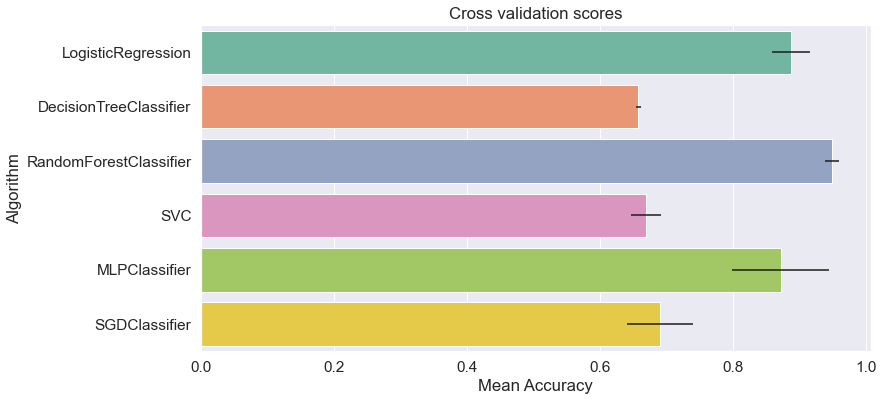 Cross validation scores
Algorithm
LogisticRegression
DecisionTreeClassifier
RandomForestClassifier
SVC
MLPClassifier
SGDClassifier
0.0 0.2 0.4 0.6 0.8 1.0
Mean Accuracy